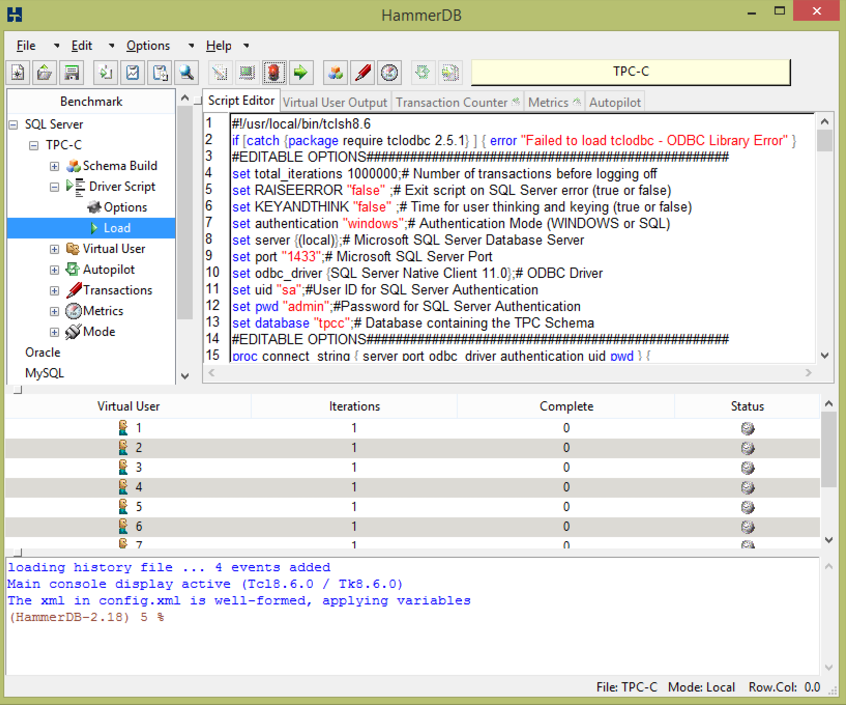 HammerDB
File Edit Options Help
TPC-C
Benchmark
SQL Server
TPC-C
Schema Build
Driver Script
Options
Load
Virtual User
Autopilot
Transactions
Metrics
Mode
Oracle
MySQL
Script Editor Virtual User Output Transaction Counter Metrics Autopilot
1 #!/usr/local/bin/tclsh8.6
2 if [catch {package require tclodbc 2.5.1} ] { error "Failed to load tclodbc - ODBC Library Error" }
3 #EDITABLE OPTIONS##################################################
4 set total_iterations 1000000;# Number of transactions before logging off
5 set RAISEERROR "false" ;# Exit script on SQL Server error (true or false)
6 set KEYANDTHINK "false" ;# Time for user thinking and keying (true or false)
7 set authentication "windows";# Authentication Mode (WINDOWS or SQL)
8 set server {(local)};# Microsoft SQL Server Database Server
9 set port "1433";# Microsoft SQL Server Port
10 set odbc_driver {SQL Server Native Client 11.0};# ODBC Driver
11 set uid "sa";#User ID for SQL Server Authentication
12 set pwd "admin";#Password for SQL Server Authentication
13 set database "tpcc";# Database containing the TPC Schema
14 #EDITABLE OPTIONS##################################################
15 proc connect_string { server port odbc_driver authentication uid pwd } {
Virtual User Iterations Complete Status
1 1 0
2 1 0
3 1 0
4 1 0
5 1 0
6 1 0
7 1 0
loading history file ... 4 events added
Main console display active (Tcl8.6.0 / Tk8.6.0)
The xml in config.xml is well-formed, applying variables
(HammerDB-2.18) 5 %
File: TPC-C Mode: Local Row.Col: 0.0